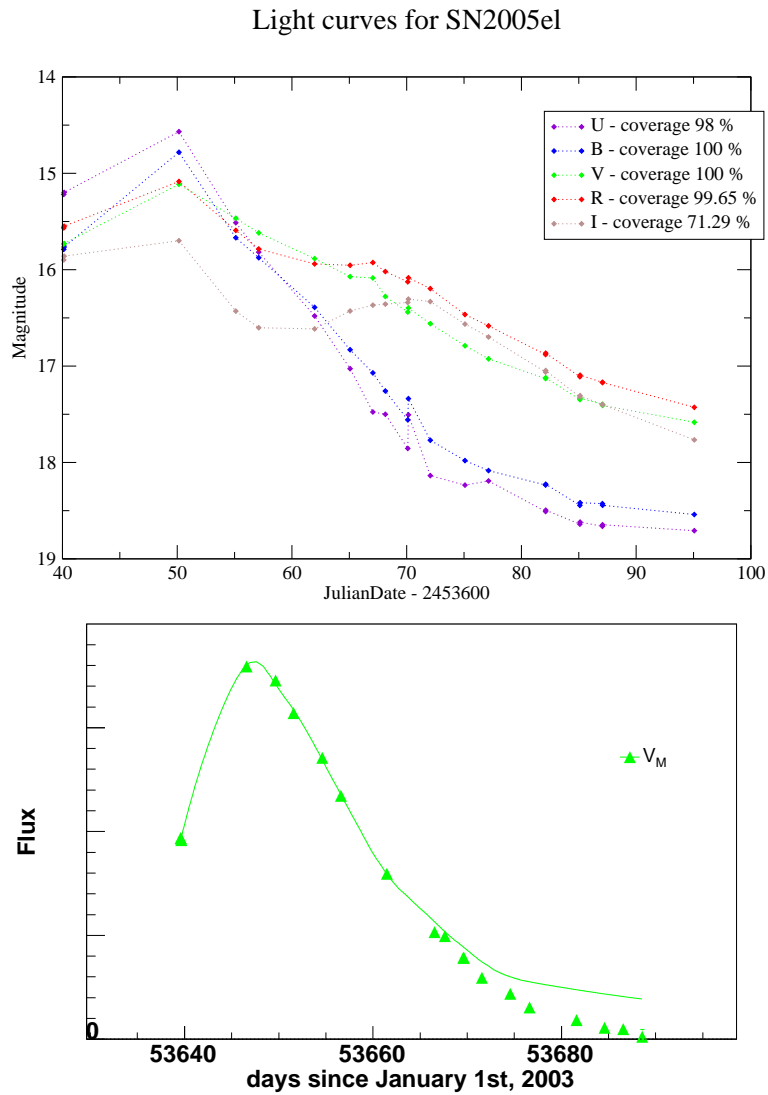 Light curves for SN2005el
14
15
16
17
18
19
Magnitude
U - coverage 98 %
B - coverage 100 %
V - coverage 100 %
R - coverage 99.65 %
I - coverage 71.29 %
40 50 60 70 80 90 100
JulianDate - 2453600
Flux
V_M
0
53640 53660 53680
days since January 1st, 2003